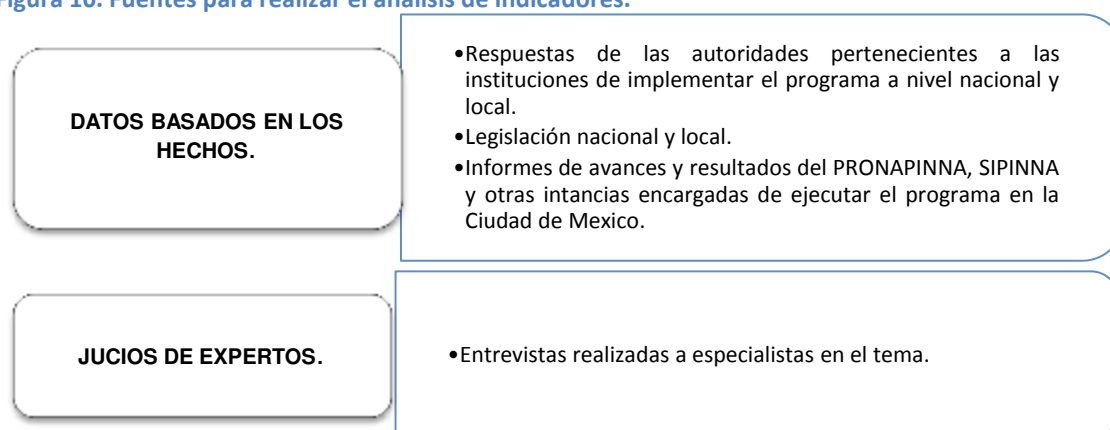 Figura 10. Fuentes para realizar el análisis de indicadores.
DATOS BASADOS EN LOS
HECHOS.
•Respuestas de las autoridades pertenecientes a las
instituciones de implementar el programa a nivel nacional y
local.
•Legislación nacional y local.
•Informes de avances y resultados del PRONAPINNA, SIPINNA
y otras intancias encargadas de ejecutar el programa en la
Ciudad de Mexico.
JUCIOS DE EXPERTOS.
•Entrevistas realizadas a especialistas en el tema.